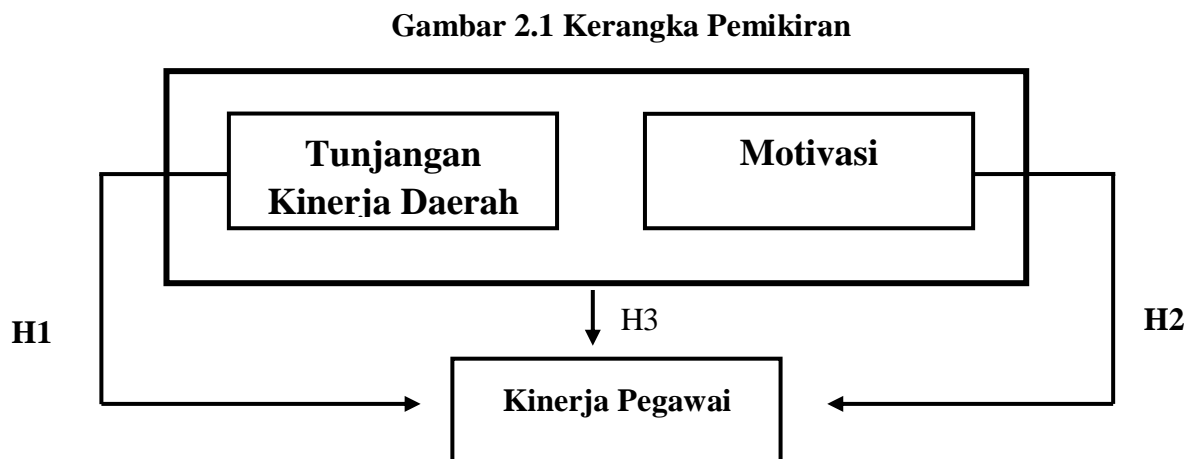 Gambar 2.1 Kerangka Pemikiran
Tunjangan
Kinerja Daerah
Motivasi
H1
H3
H2
Kinerja Pegawai